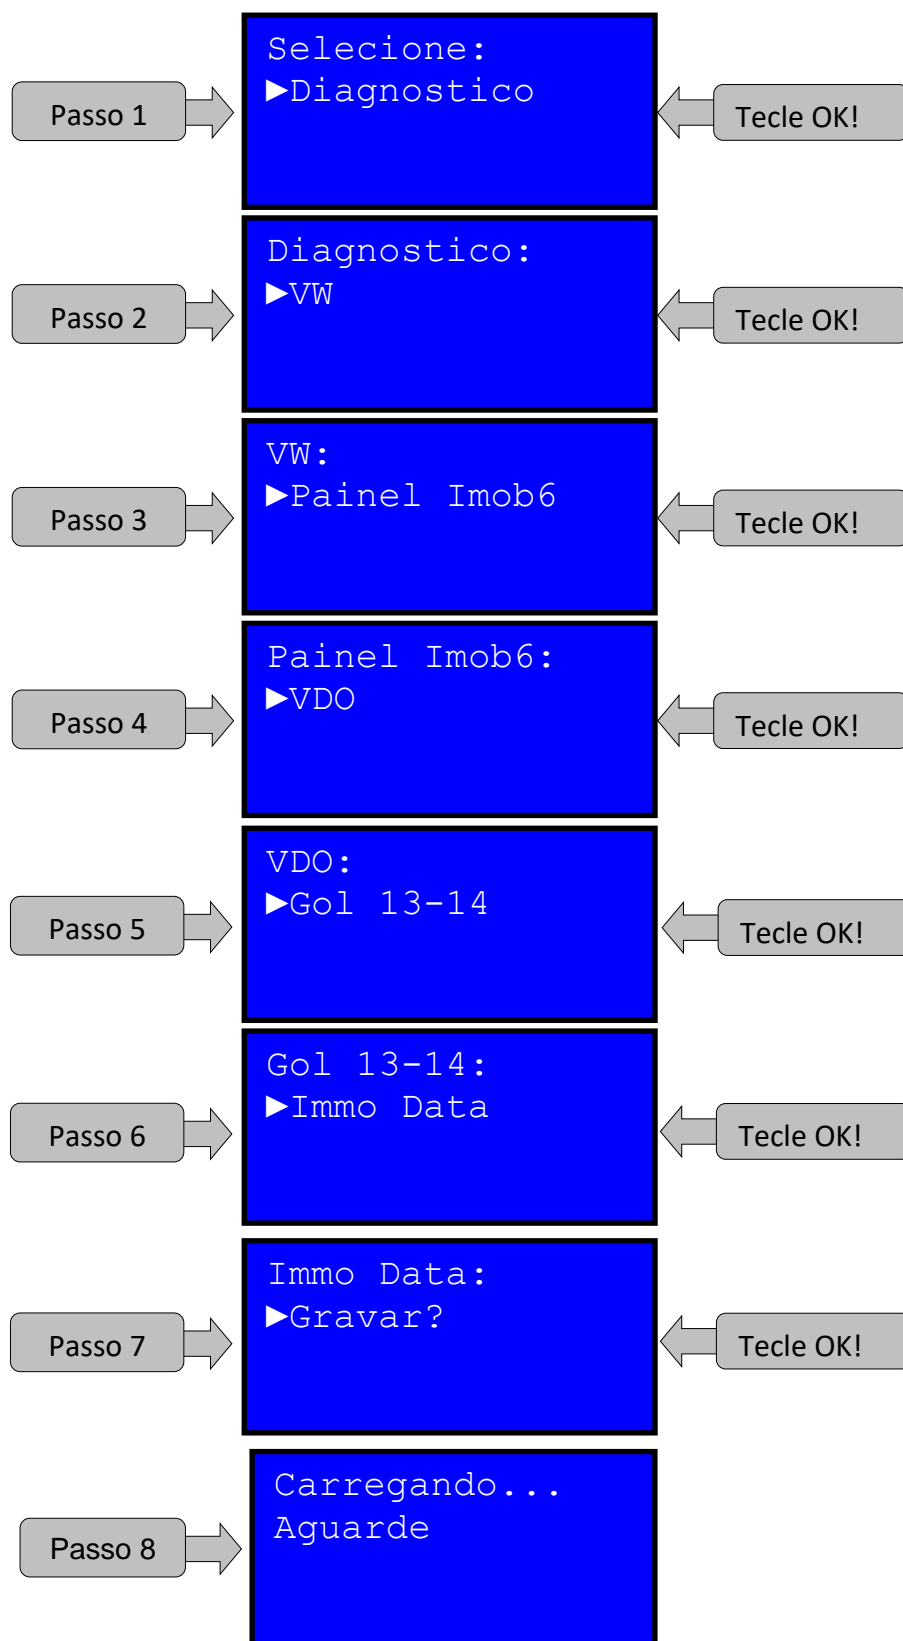 Selecione:
Passo 1
►Diagnostico
Tecle OK!
Diagnostico:
Passo 2
►VW
Tecle OK!
VW:
Passo 3
►Painel Imob6
Tecle OK!
Painel Imob6:
Passo 4
►VDO
Tecle OK!
VDO:
Passo 5
►Gol 13-14
Tecle OK!
Gol 13-14:
Passo 6
►Immo Data
Tecle OK!
Immo Data:
Passo 7
►Gravar?
Tecle OK!
Carregando...
Passo 8
Aguarde